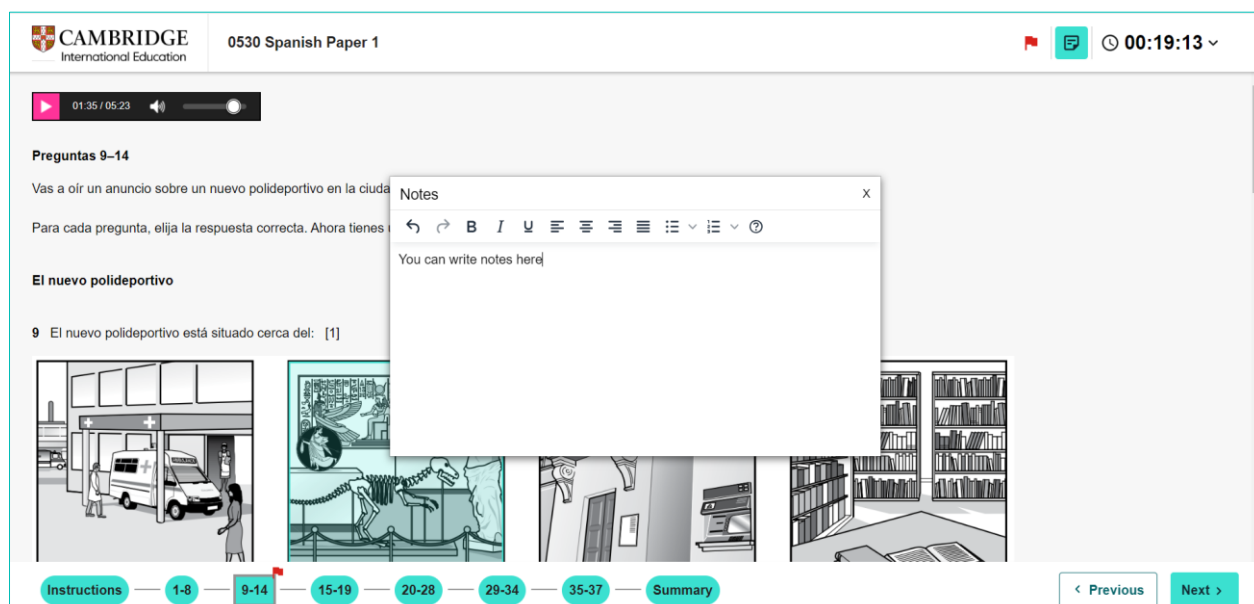 CAMBRIDGE
International Education
0530 Spanish Paper 1
00:19:13
01:35 / 05:23
Preguntas 9–14
Vas a oír un anuncio sobre un nuevo polideportivo en la ciuda
Para cada pregunta, elija la respuesta correcta. Ahora tienes
El nuevo polideportivo
9 El nuevo polideportivo está situado cerca del: [1]
Notes
X
B I U
You can write notes here
Instructions
1-8
9-14
15-19
20-28
29-34
35-37
Summary
Previous
Next